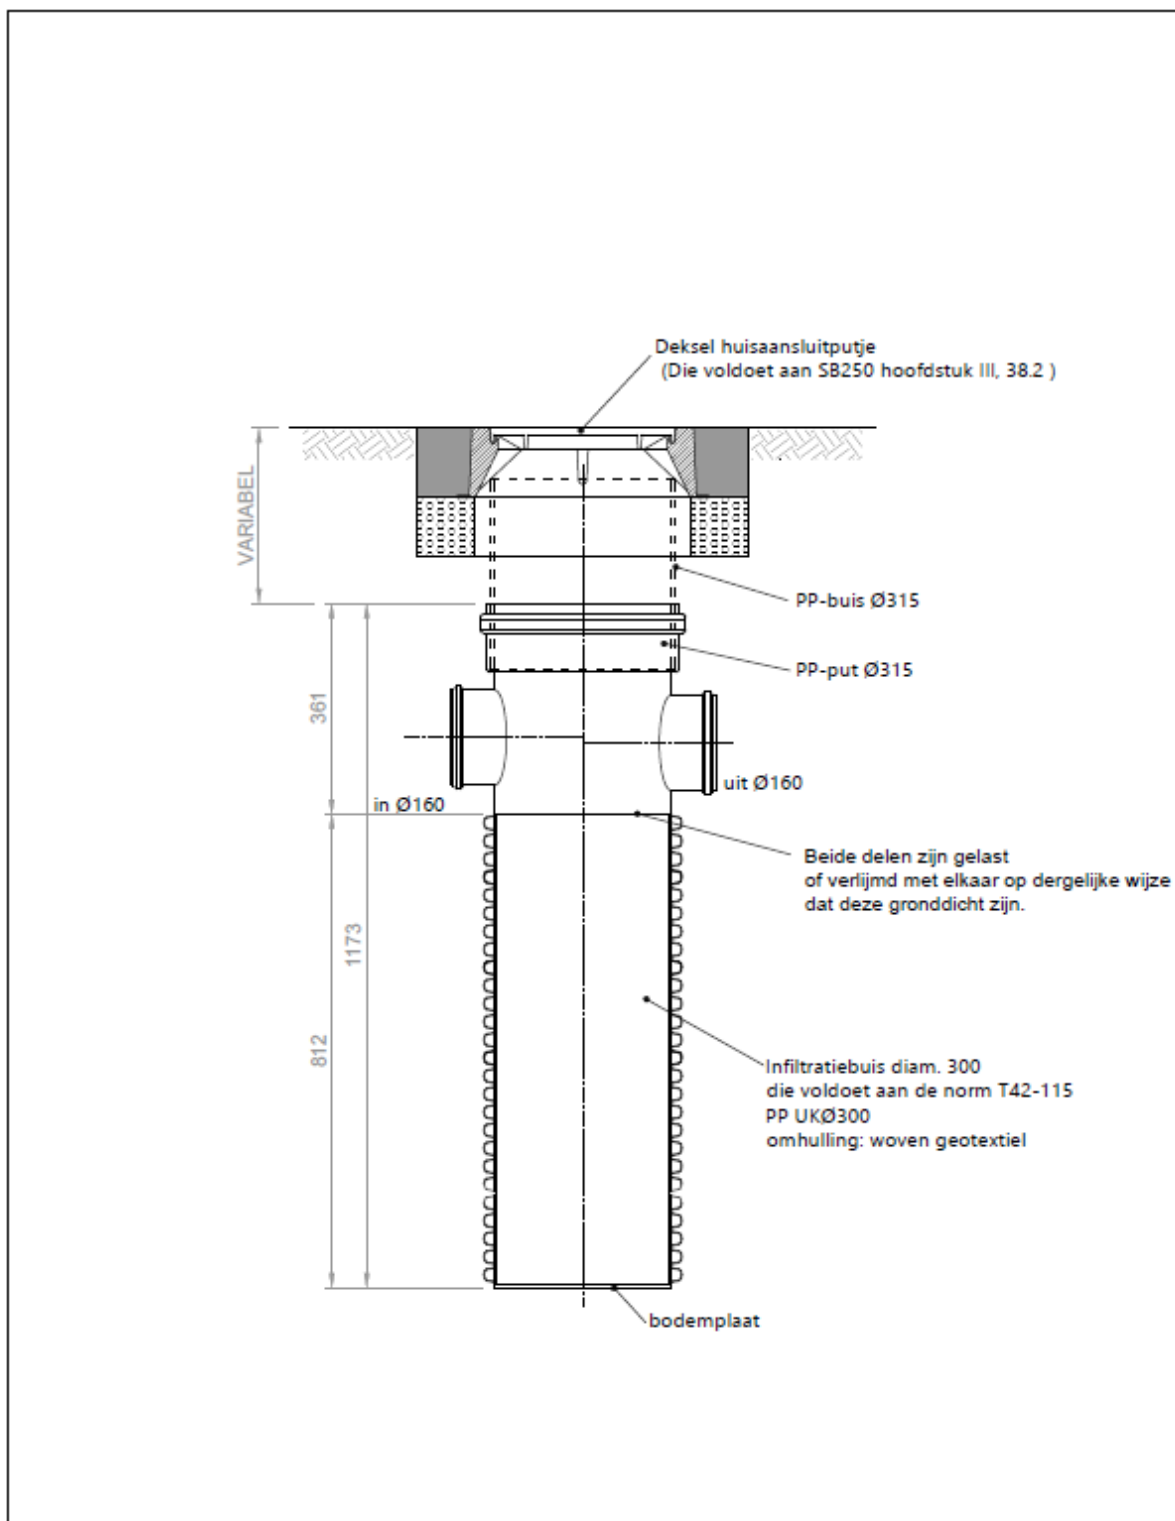 Deksel huisaansluitputje
(Die voldoet aan SB250 hoofdstuk III, 38.2 )
VARIABEL
PP-buis Ø315
PP-put Ø315
361
uit Ø160
in Ø160
Beide delen zijn gelast
of verlijmd met elkaar op dergelijke wijze
dat deze gronddicht zijn.
1173
812
Infiltratiebuis diam. 300
die voldoet aan de norm T42-115
PP UKØ300
omhulling: woven geotextiel
bodemplaat